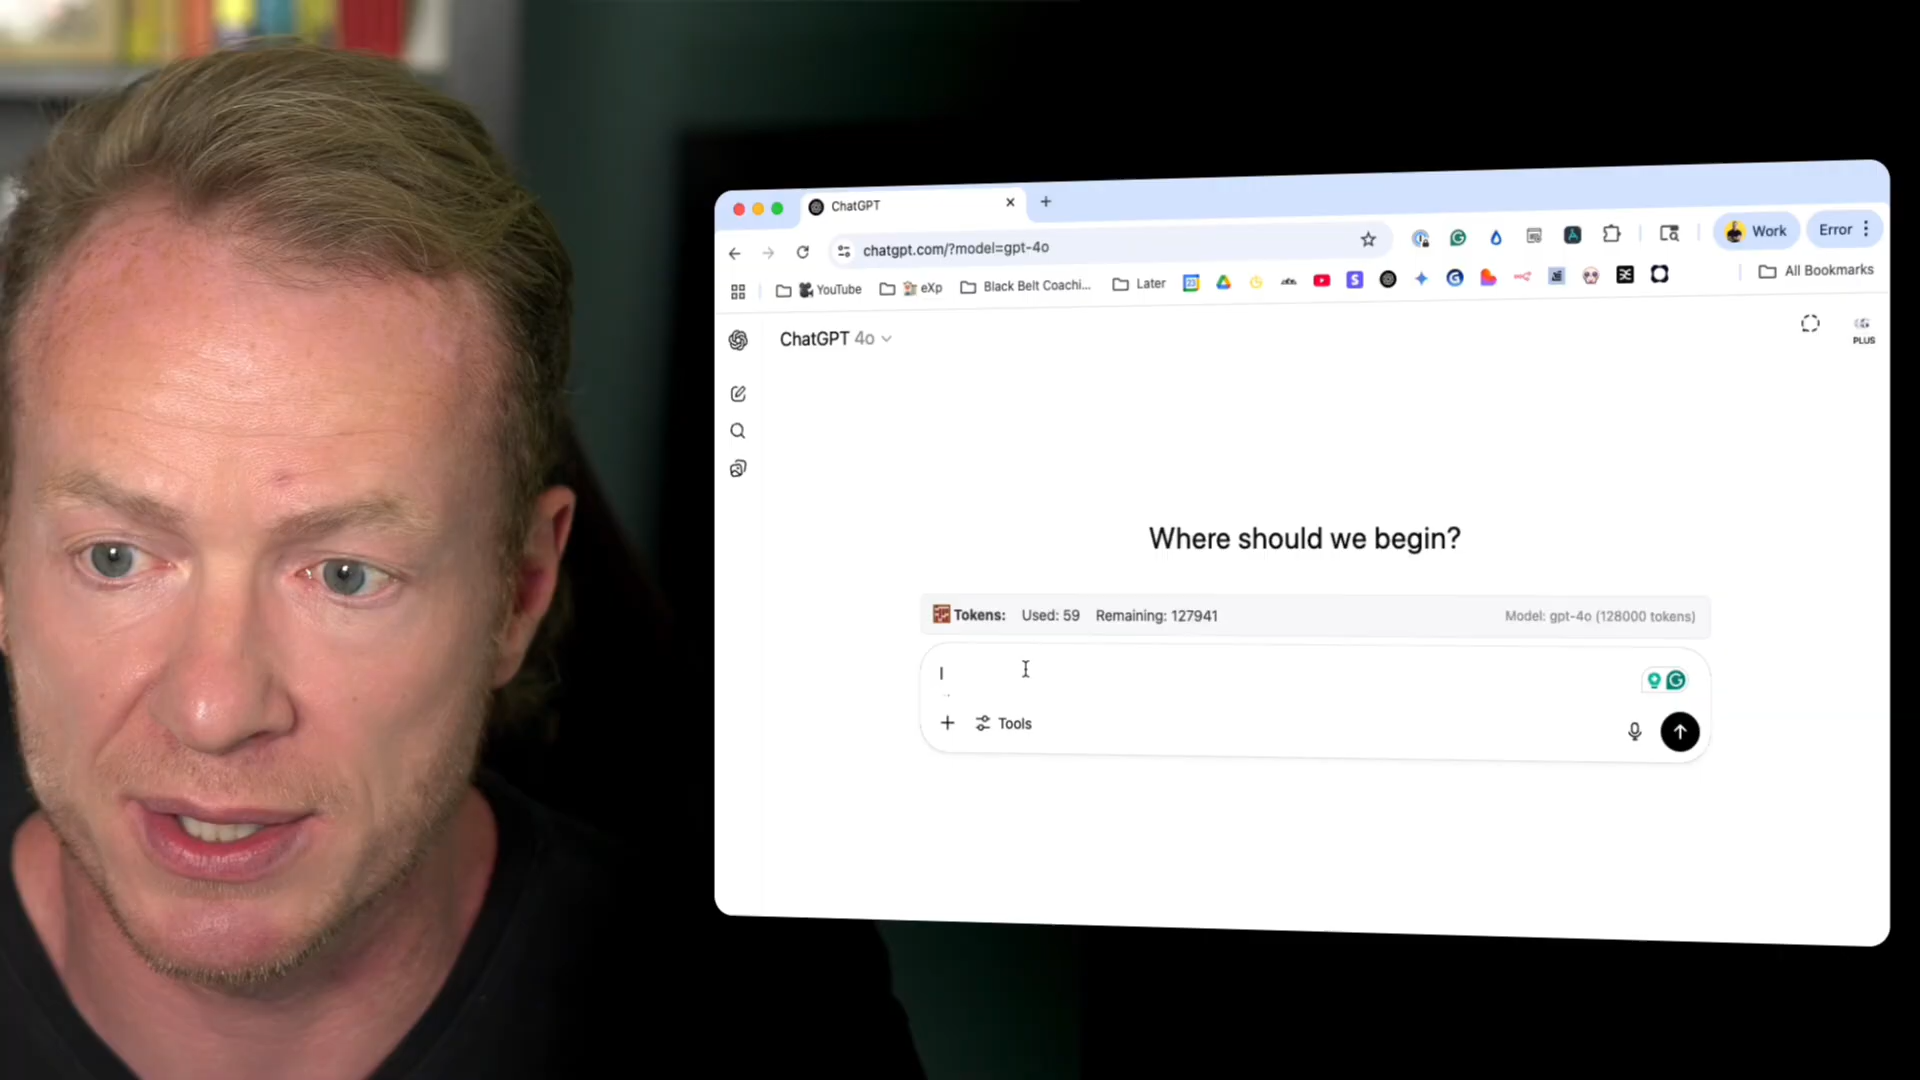 ChatGPT
chatgpt.com/?model=gpt-4o
Work
Error
YouTube
eXp
Black Belt Coachi...
Later
All Bookmarks
ChatGPT 4o
PLUS
Where should we begin?
Tokens: Used: 59 Remaining: 127941
Model: gpt-4o (128000 tokens)
Tools